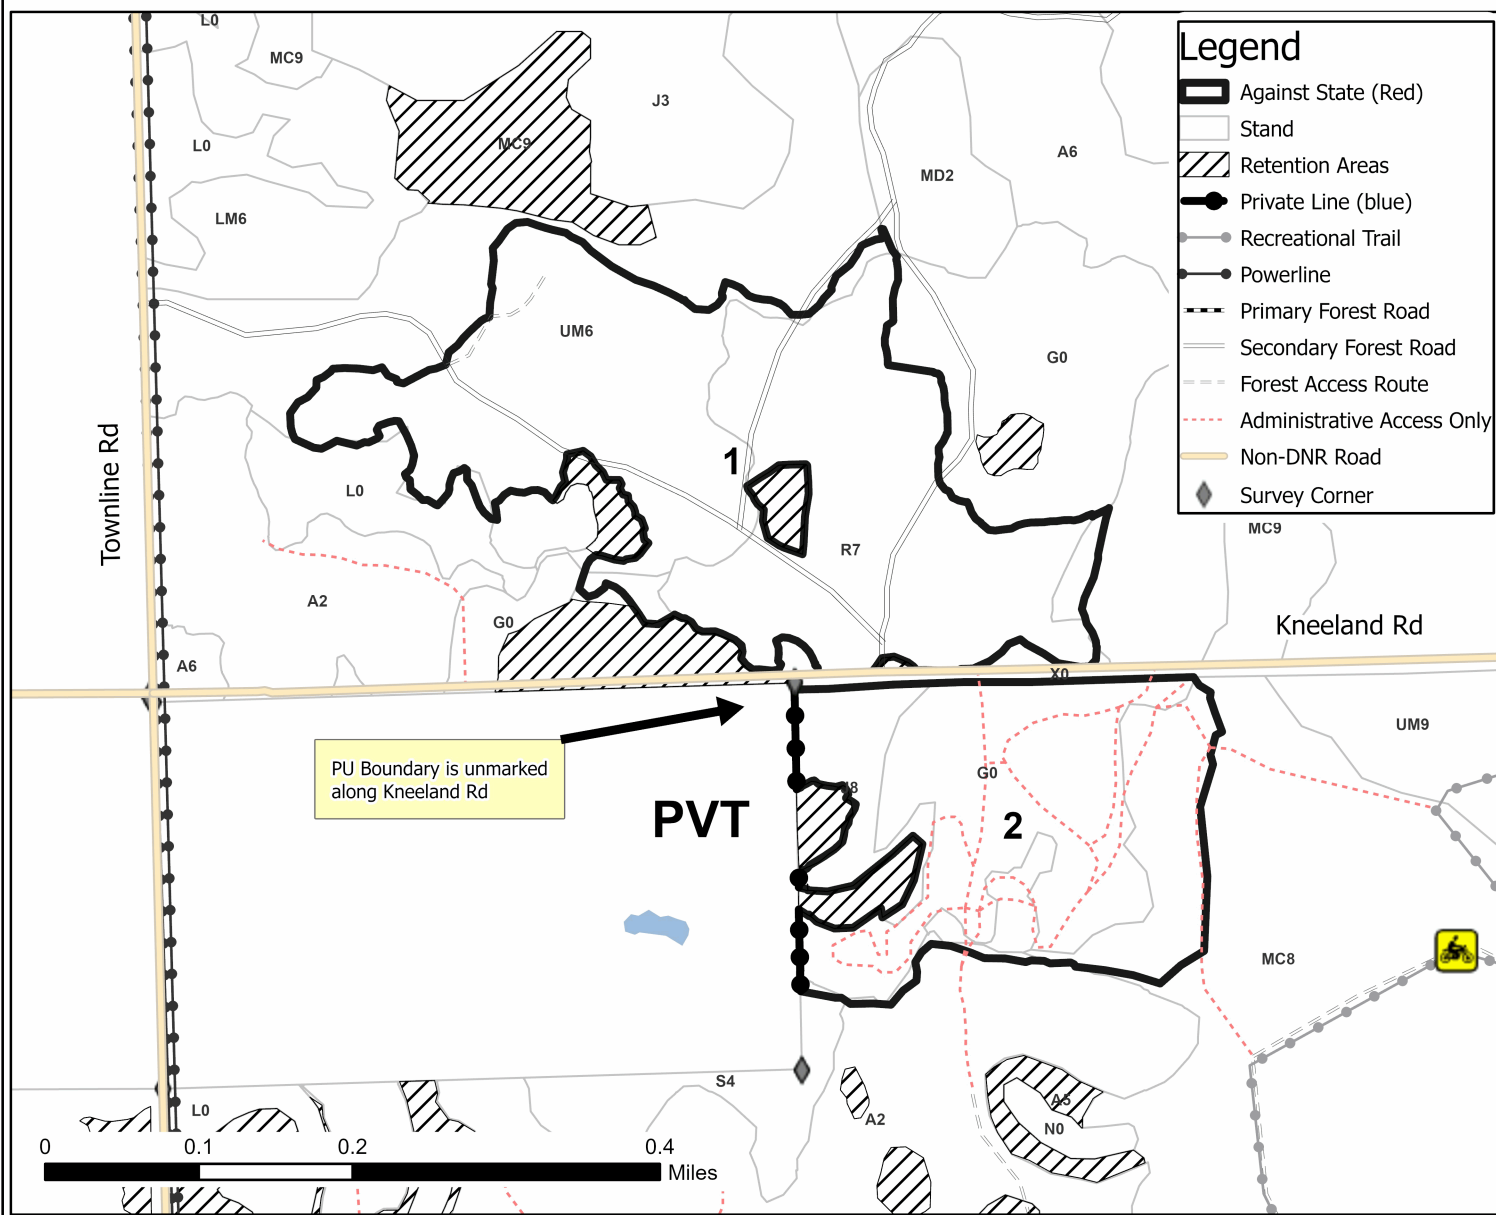 L0
MC9
J3
MC9
L0
LM6
MD2
A6
Legend
Against State (Red)
Stand
Retention Areas
Private Line (blue)
Recreational Trail
Powerline
Primary Forest Road
Secondary Forest Road
Forest Access Route
Administrative Access Only
Non-DNR Road
Survey Corner
UM6
G0
Townline Rd
1
L0
MC9
R7
A2
G0
Kneeland Rd
A6
X0
UM9
PU Boundary is unmarked
along Kneeland Rd
G0
PVT
2
MC8
S4
L0
A5
A2
N0
0 0.1 0.2 0.4
Miles